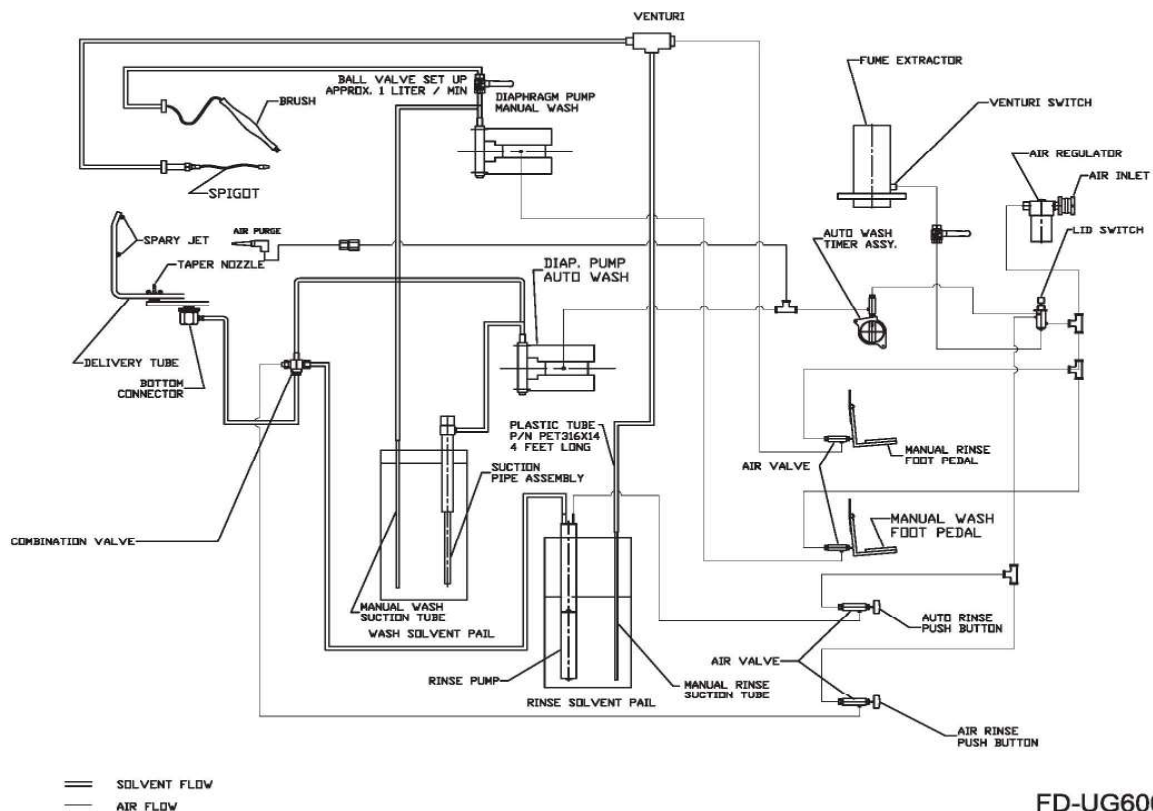 VENTURI
FUME EXTRACTOR
BALL VALVE SET UP
APPROX. 1 LITER / MIN
DIAPHRAGM PUMP
MANUAL WASH
BRUSH
VENTURI SWITCH
AIR REGULATOR
AIR INLET
SPIGOT
LID SWITCH
AIR PURGE
AUTO WASH
TIMER ASSY.
SPARY JET
TAPER NOZZLE
DIAP. PUMP
AUTO WASH
DELIVERY TUBE
BOTTOM
CONNECTOR
PLASTIC TUBE
P/N PET316X14
4 FEET LONG
SUCTION
PIPE ASSEMBLY
AIR VALVE
MANUAL RINSE
FOOT PEDAL
MANUAL WASH
FOOT PEDAL
COMBINATION VALVE
MANUAL WASH
SUCTION TUBE
WASH SOLVENT PAIL
AUTO RINSE
PUSH BUTTON
AIR VALVE
RINSE PUMP
MANUAL RINSE
SUCTION TUBE
RINSE SOLVENT PAIL
AIR RINSE
PUSH BUTTON
SOLVENT FLOW
AIR FLOW